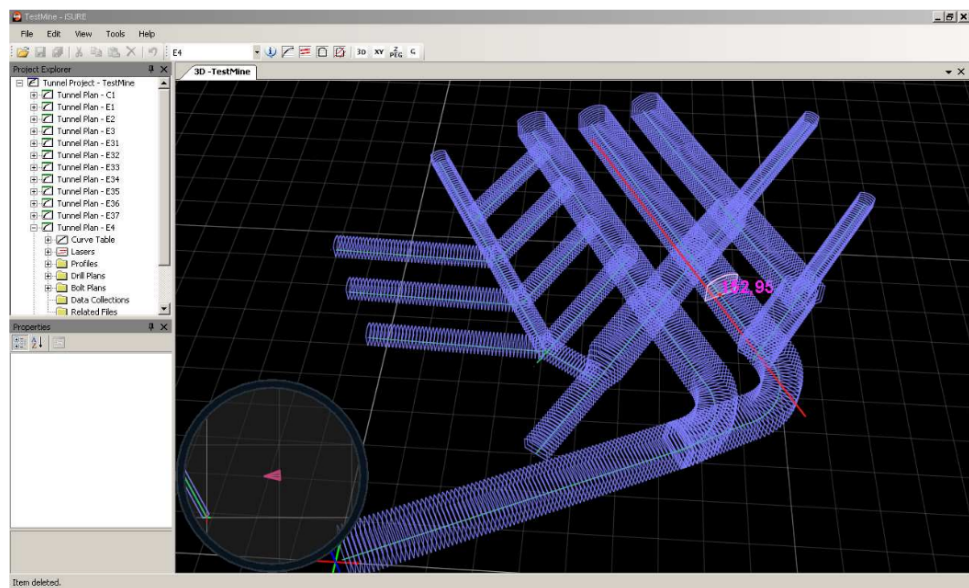 TestMine - ISURE
File Edit View Tools Help
E4 3D XY Z PEG G
Project Explorer
3D -TestMine
Tunnel Project - TestMine
Tunnel Plan - C1
Tunnel Plan - E1
Tunnel Plan - E2
Tunnel Plan - E3
Tunnel Plan - E31
Tunnel Plan - E32
Tunnel Plan - E33
Tunnel Plan - E34
Tunnel Plan - E35
Tunnel Plan - E36
Tunnel Plan - E37
Tunnel Plan - E4
Curve Table
Lasers
Profiles
Drill Plans
Bolt Plans
Data Collections
Related Files
Properties
Item deleted.